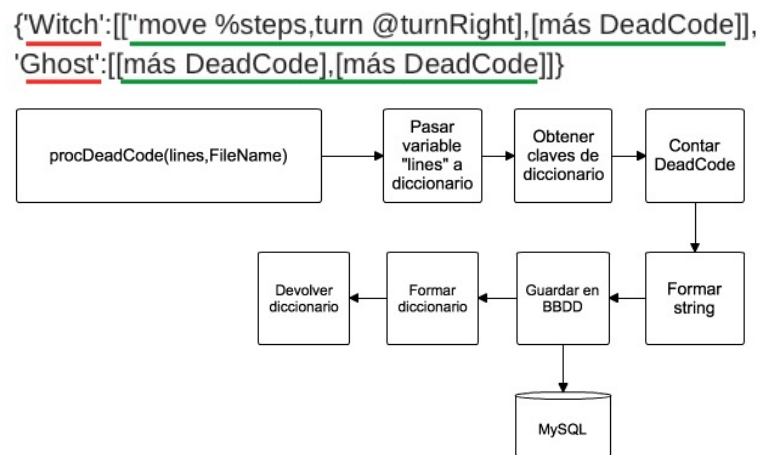 {'Witch':[["move %steps,turn @turnRight],[más DeadCode]],
'Ghost':[[más DeadCode],[más DeadCode]]}
procDeadCode(lines,FileName)
Pasar
variable
"lines" a
diccionario
Obtener
claves de
diccionario
Contar
DeadCode
Formar
string
Guardar en
BBDD
Formar
diccionario
Devolver
diccionario
MySQL